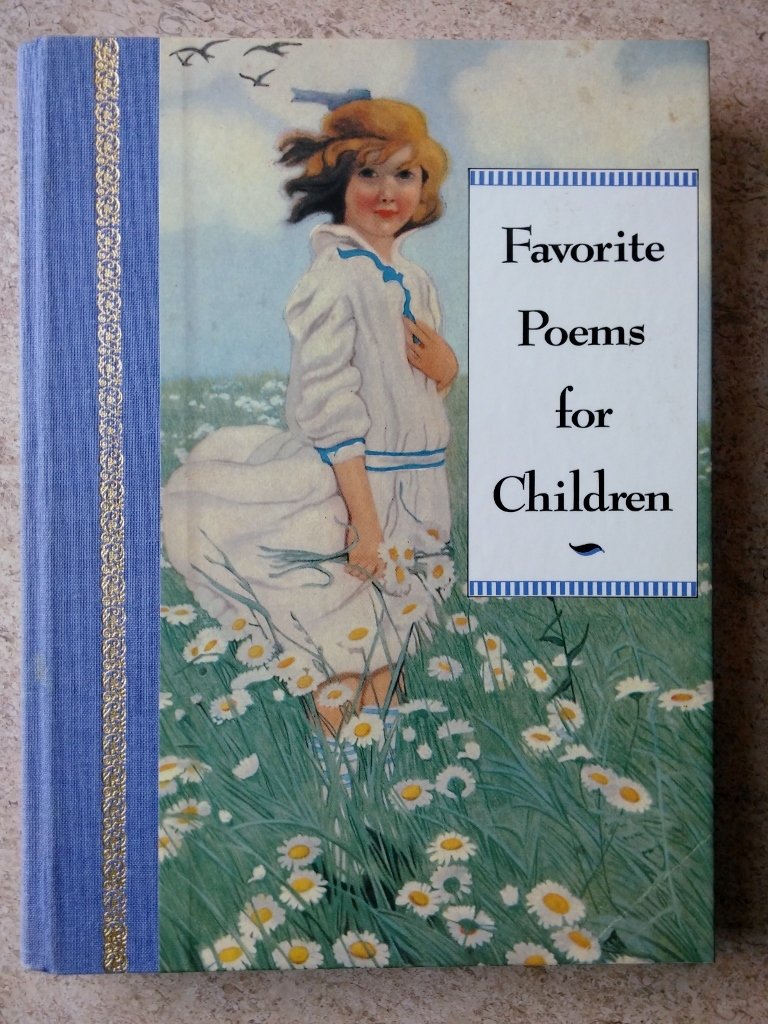 Favorite
Poems
for
Children